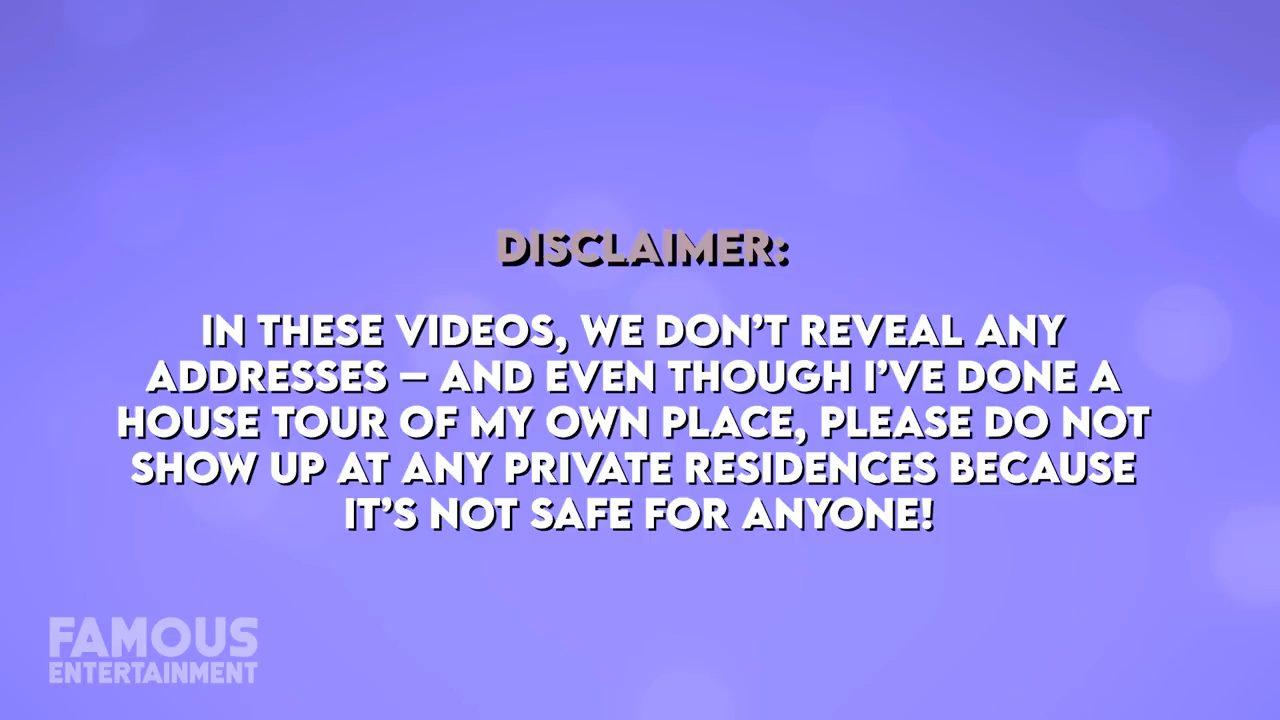 DISCLAIMER:
IN THESE VIDEOS, WE DON'T REVEAL ANY
ADDRESSES – AND EVEN THOUGH I'VE DONE A
HOUSE TOUR OF MY OWN PLACE, PLEASE DO NOT
SHOW UP AT ANY PRIVATE RESIDENCES BECAUSE
IT'S NOT SAFE FOR ANYONE!
FAMOUS
ENTERTAINMENT